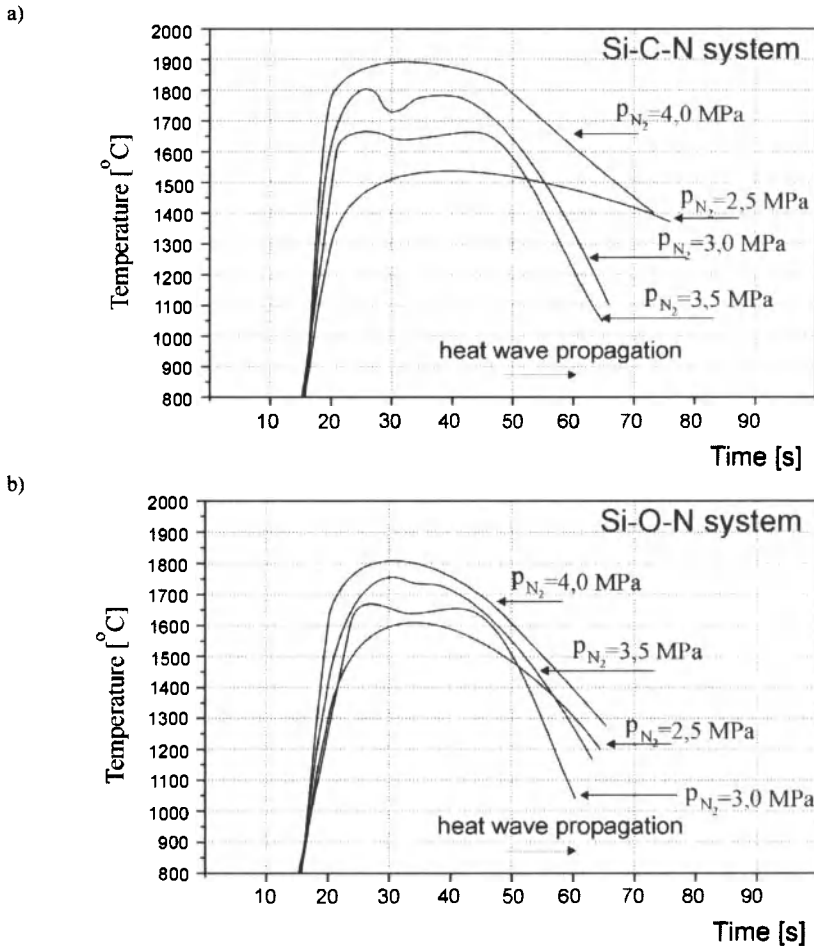 a)
Si-C-N system
Temperature [°C]
2000
1900
1800
1700
1600
1500
1400
1300
1200
1100
1000
900
800
pN2=4,0 MPa
pN2=2,5 MPa
pN2=3,0 MPa
pN2=3,5 MPa
heat wave propagation
10 20 30 40 50 60 70 80 90
Time [s]
b)
Si-O-N system
Temperature [°C]
2000
1900
1800
1700
1600
1500
1400
1300
1200
1100
1000
900
800
pN2=4,0 MPa
pN2=3,5 MPa
pN2=2,5 MPa
pN2=3,0 MPa
heat wave propagation
10 20 30 40 50 60 70 80 90
Time [s]